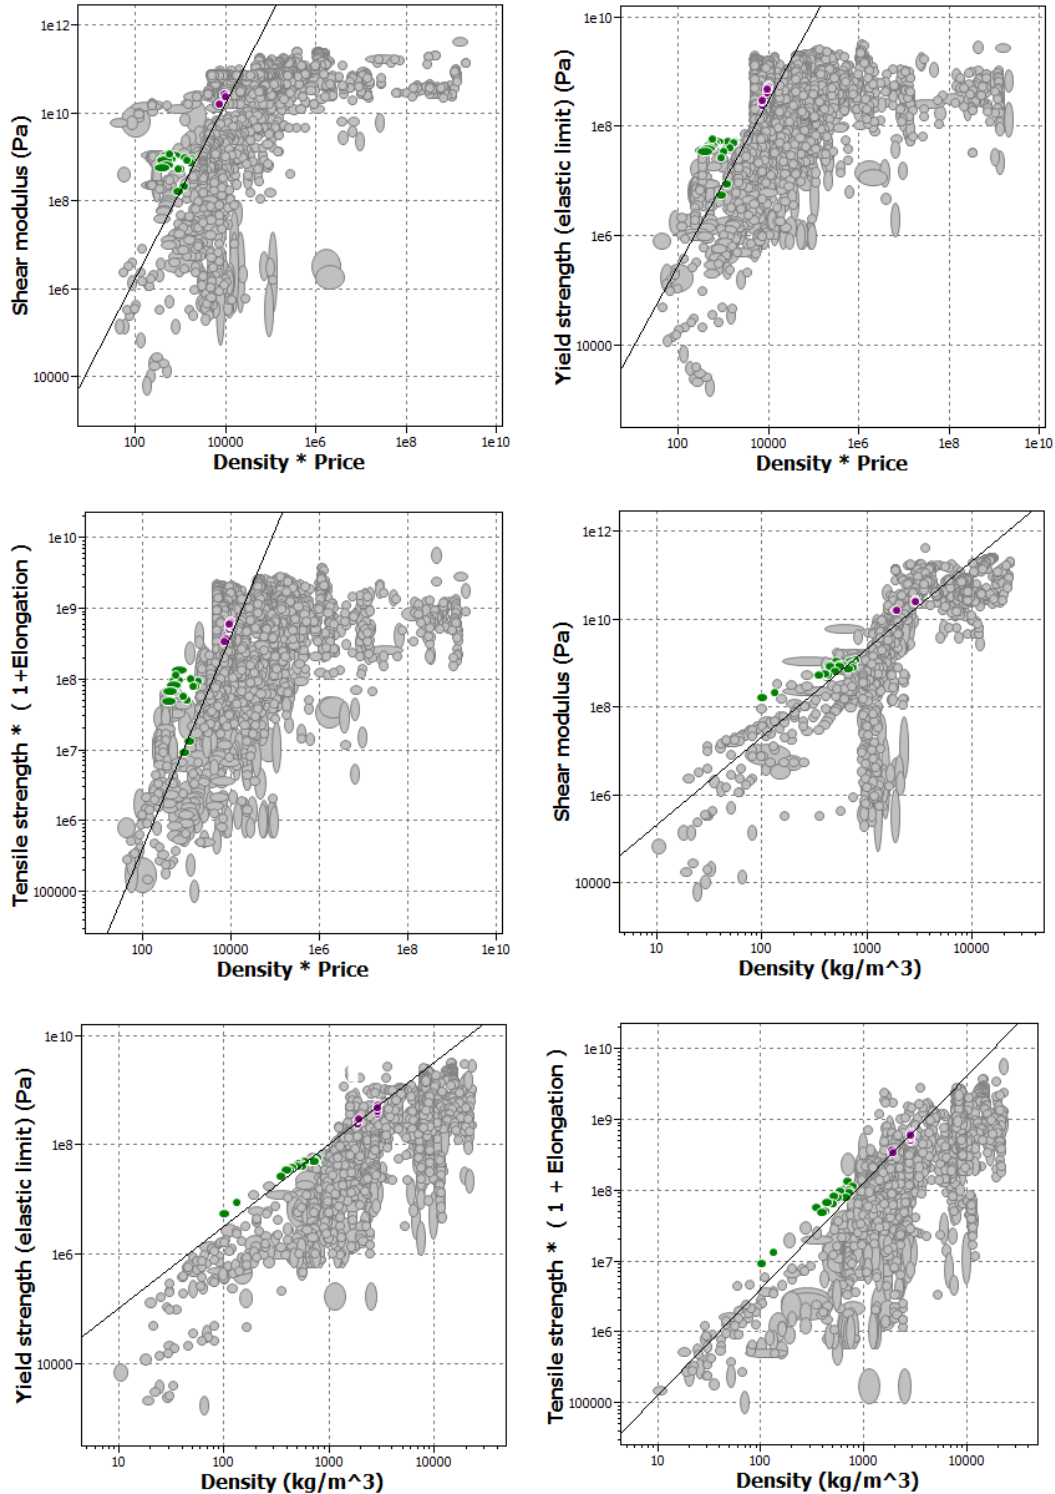 1e12
1e10
1e8
1e6
10000
100
10000
1e6
1e8
1e10
Shear modulus (Pa)
Density * Price
1e10
1e8
1e6
10000
100
10000
1e6
1e8
1e10
Yield strength (elastic limit) (Pa)
Density * Price
1e10
1e9
1e8
1e7
1e6
100000
100
10000
1e6
1e8
1e10
Tensile strength * ( 1+Elongation )
Density * Price
1e12
1e10
1e8
1e6
10000
10
100
1000
10000
Shear modulus (Pa)
Density (kg/m^3)
1e10
1e8
1e6
10000
10
100
1000
10000
Yield strength (elastic limit) (Pa)
Density (kg/m^3)
1e10
1e9
1e8
1e7
1e6
100000
10
100
1000
10000
Tensile strength * ( 1 + Elongation )
Density (kg/m^3)